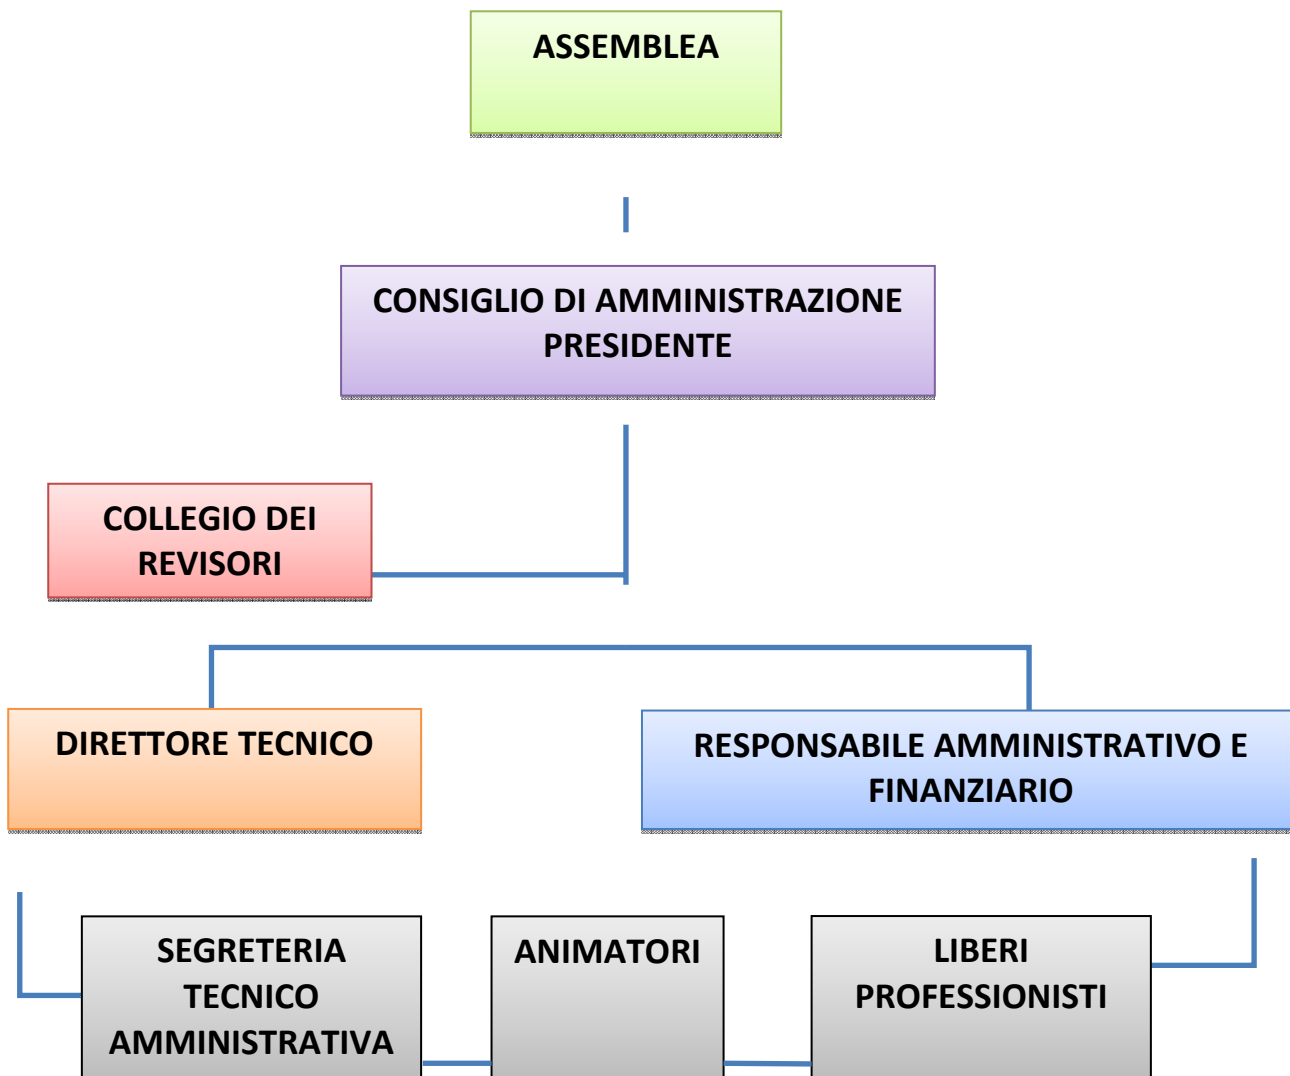 ASSEMBLEA
CONSIGLIO DI AMMINISTRAZIONE
PRESIDENTE
COLLEGIO DEI
REVISORI
DIRETTORE TECNICO
RESPONSABILE AMMINISTRATIVO E
FINANZIARIO
SEGRETERIA
TECNICO
AMMINISTRATIVA
ANIMATORI
LIBERI
PROFESSIONISTI